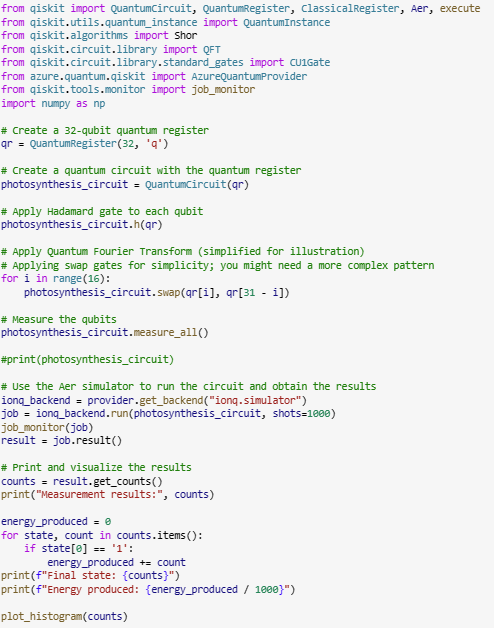 from qiskit import QuantumCircuit, QuantumRegister, ClassicalRegister, Aer, execute
from qiskit.utils.quantum_instance import QuantumInstance
from qiskit.algorithms import Shor
from qiskit.circuit.library import QFT
from qiskit.circuit.library.standard_gates import CU1Gate
from azure.quantum.qiskit import AzureQuantumProvider
from qiskit.tools.monitor import job_monitor
import numpy as np
# Create a 32-qubit quantum register
qr = QuantumRegister(32, 'q')
# Create a quantum circuit with the quantum register
photosynthesis_circuit = QuantumCircuit(qr)
# Apply Hadamard gate to each qubit
photosynthesis_circuit.h(qr)
# Apply Quantum Fourier Transform (simplified for illustration)
# Applying swap gates for simplicity; you might need a more complex pattern
for i in range(16):
    photosynthesis_circuit.swap(qr[i], qr[31 - i])
# Measure the qubits
photosynthesis_circuit.measure_all()
#print(photosynthesis_circuit)
# Use the Aer simulator to run the circuit and obtain the results
ionq_backend = provider.get_backend("ionq.simulator")
job = ionq_backend.run(photosynthesis_circuit, shots=1000)
job_monitor(job)
result = job.result()
# Print and visualize the results
counts = result.get_counts()
print("Measurement results:", counts)
energy_produced = 0
for state, count in counts.items():
    if state[0] == '1':
        energy_produced += count
print(f"Final state: {counts}")
print(f"Energy produced: {energy_produced / 1000}")
plot_histogram(counts)